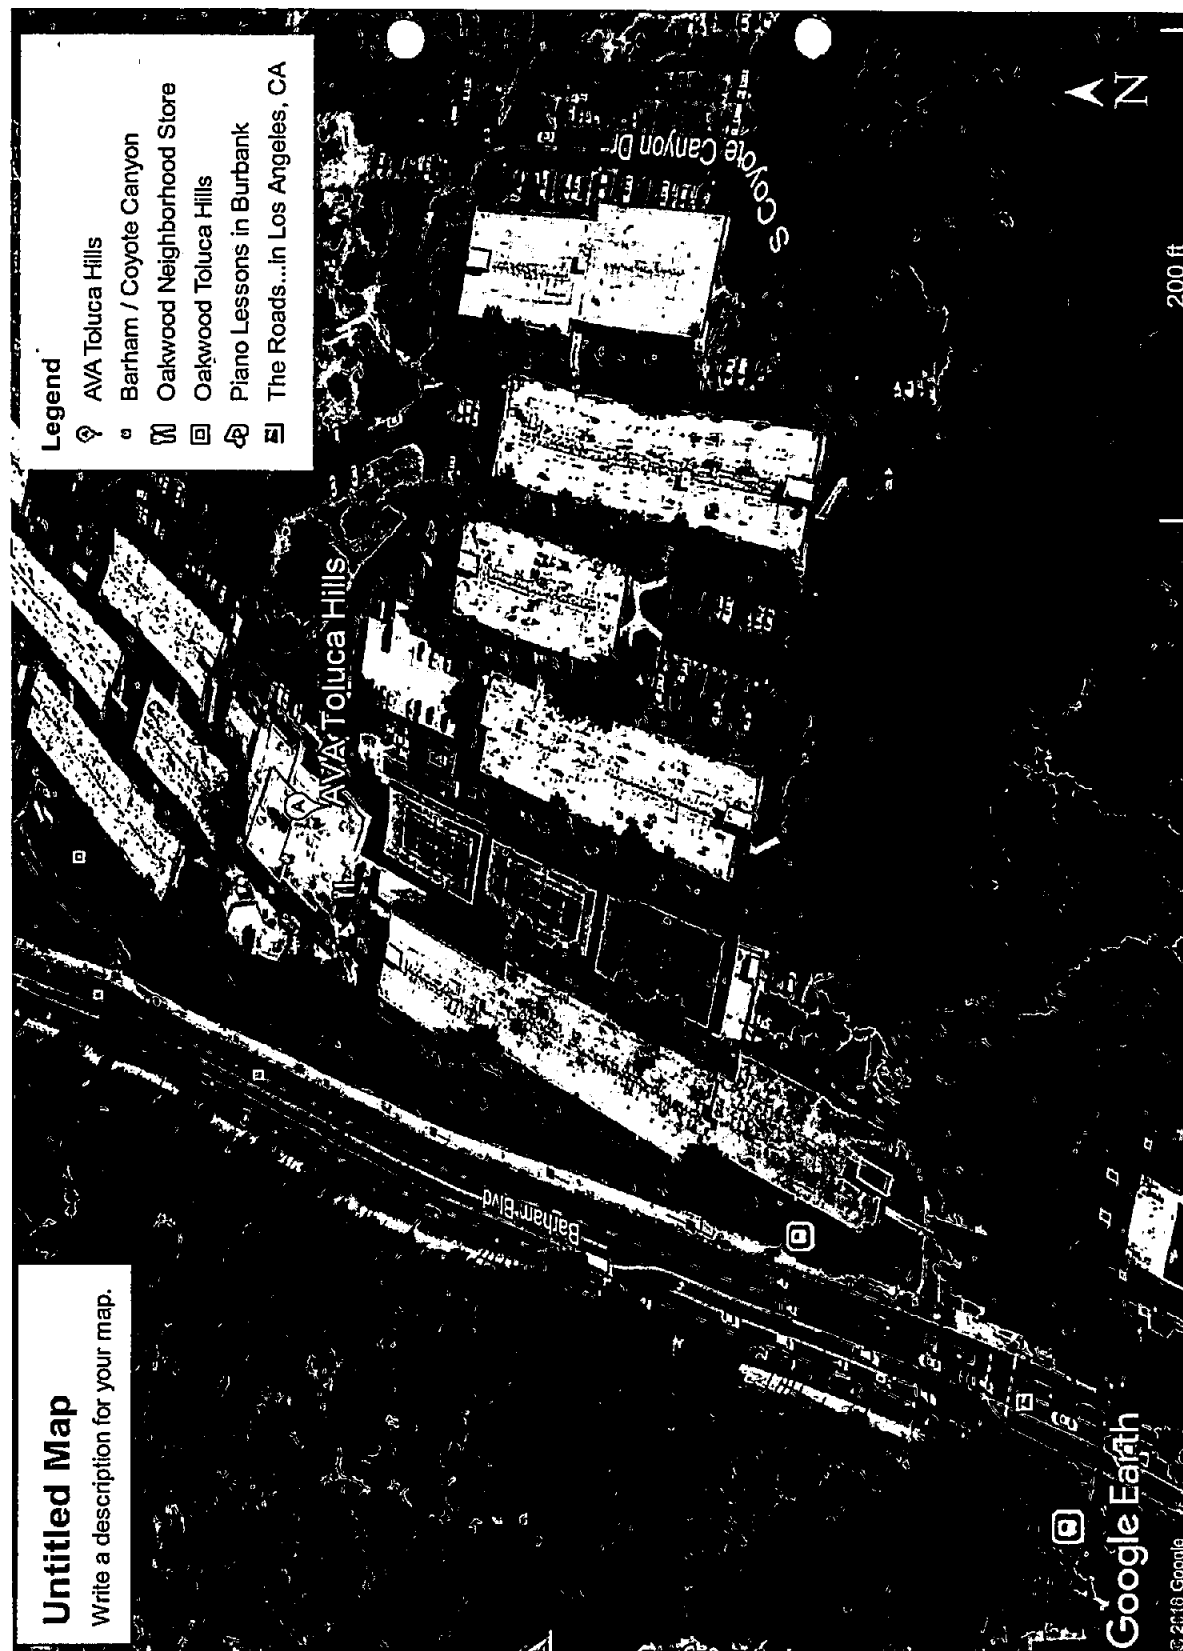 Untitled Map
Write a description for your map.
Legend
AVA Toluca Hills
Barham / Coyote Canyon
Oakwood Neighborhood Store
Oakwood Toluca Hills
Piano Lessons in Burbank
The Roads...in Los Angeles, CA
AVA Toluca Hills
Barham Blvd
S Coyote Canyon Dr
Google Earth
© 2018 Google
200 ft
N